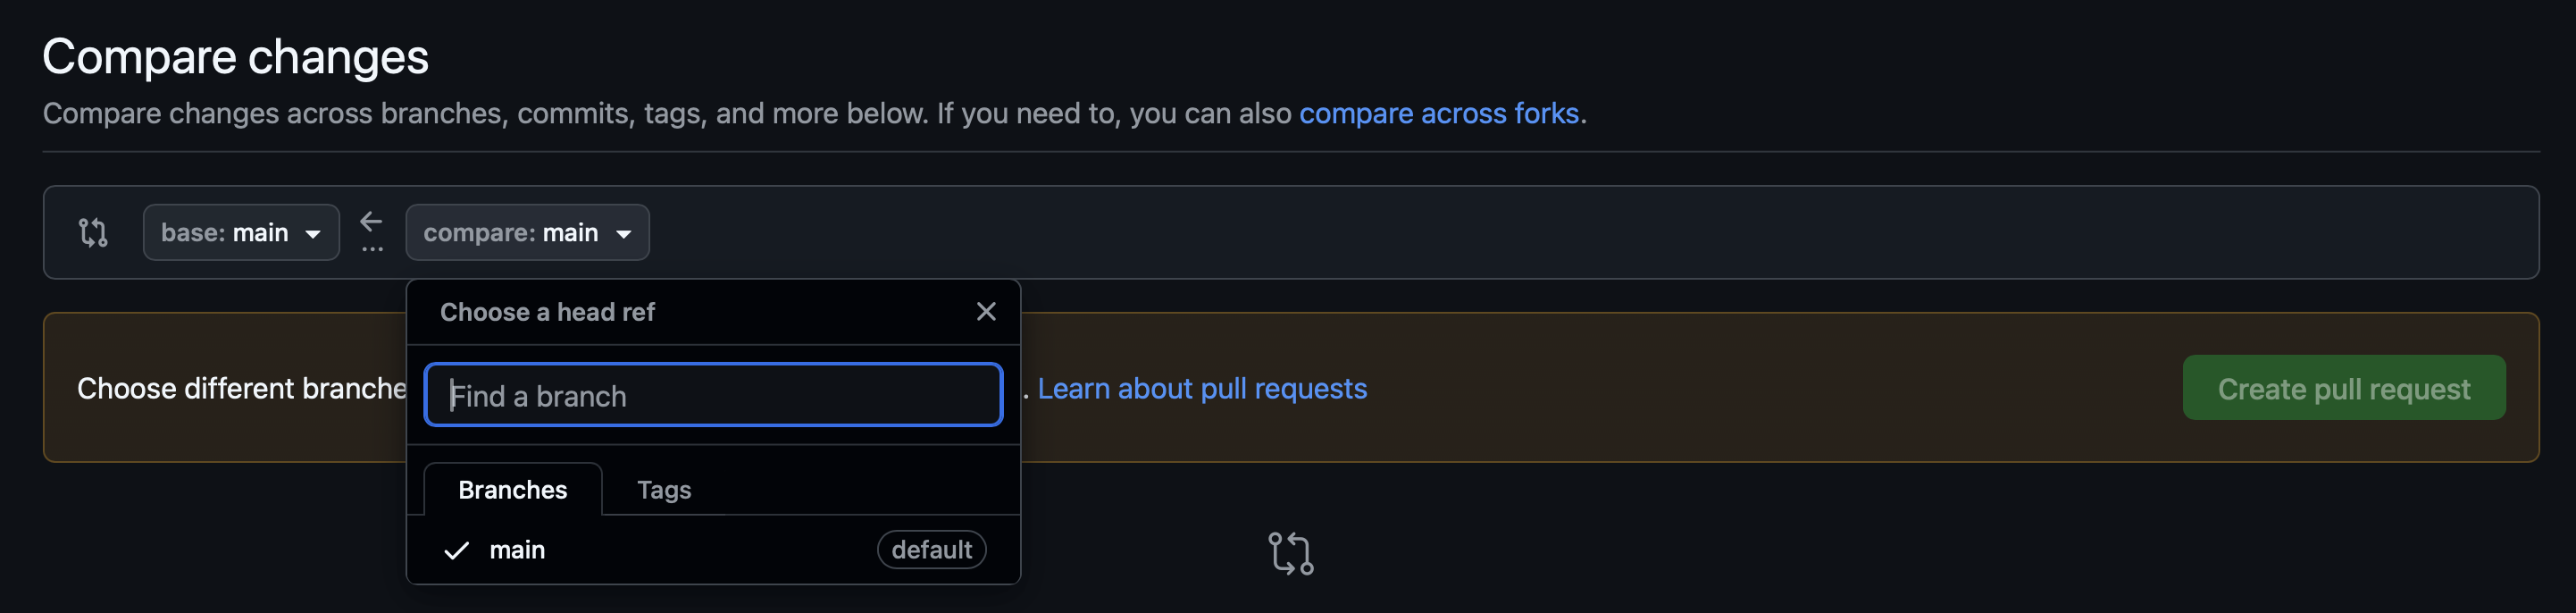 Compare changes
Compare changes across branches, commits, tags, and more below. If you need to, you can also compare across forks.
base: main
compare: main
Choose a head ref
Find a branch
Choose different branche
. Learn about pull requests
Create pull request
Branches
Tags
main
default